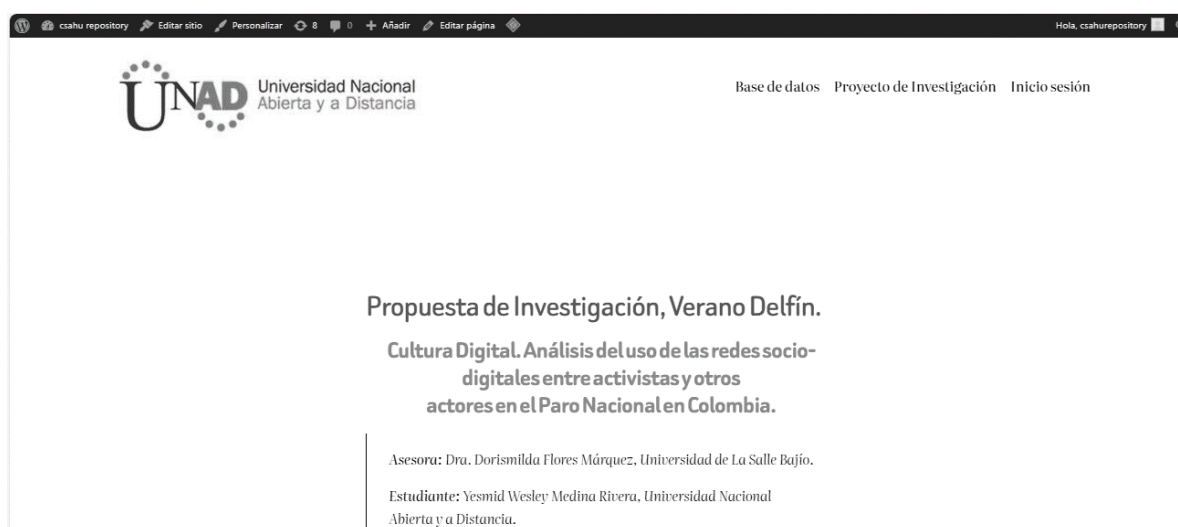 csahu repository Editar sitio Personalizar 8 0 Añadir Editar página Hola, csahurepository
UNAD Universidad Nacional
Abierta y a Distancia
Base de datos Proyecto de Investigación Inicio sesión
Propuesta de Investigación, Verano Delfín.
Cultura Digital. Análisis del uso de las redes socio-
digitales entre activistas y otros
actores en el Paro Nacional en Colombia.
Asesora: Dra. Dorismilda Flores Márquez, Universidad de La Salle Bajío.
Estudiante: Yesmid Wesley Medina Rivera, Universidad Nacional
Abierta y a Distancia.